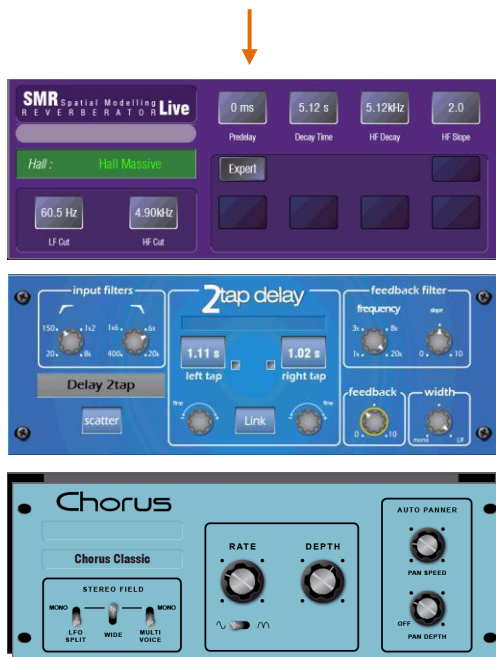 SMR Spatial Modelling Live
REVERBERATOR
Hall : Hall Massive
60.5 Hz 4.90kHz
LF Cut HF Cut
0 ms 5.12 s 5.12kHz 2.0
Predelay Decay Time HF Decay HF Slope
Expert
input filters
150 1k2 1k6 6k
20 8k 400 20k
Delay 2tap
scatter
2tap delay
1.11 s 1.02 s
left tap right tap
fine Link fine
feedback filter
frequency slope
3k 8k
1k 20k 0 10
feedback width
0 10 mono LR
Chorus
Chorus Classic
STEREO FIELD
MONO MONO
LFO SPLIT WIDE MULTI VOICE
RATE DEPTH
AUTO PANNER
PAN SPEED
OFF
PAN DEPTH